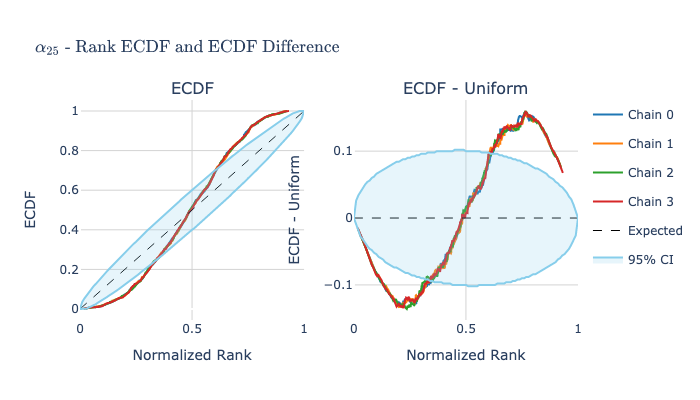 α₂₅ - Rank ECDF and ECDF Difference
ECDF
ECDF - Uniform
ECDF
1
0.8
0.6
0.4
0.2
0
0
0.5
1
Normalized Rank
ECDF - Uniform
0.1
0
−0.1
0
0.5
1
Normalized Rank
Chain 0
Chain 1
Chain 2
Chain 3
Expected
95% CI